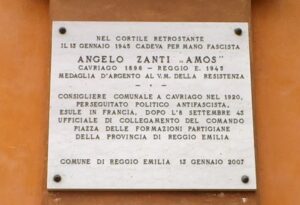 NEL CORTILE RETROSTANTE
IL 13 GENNAIO 1945 CADEVA PER MANO FASCISTA
ANGELO ZANTI „AMOS"
CAVRIAGO 1896 - REGGIO E. 1945
MEDAGLIA D'ARGENTO AL V.M. DELLA RESISTENZA
- · -
CONSIGLIERE COMUNALE A CAVRIAGO NEL 1920,
PERSEGUITATO POLITICO ANTIFASCISTA,
ESULE IN FRANCIA, DOPO L'8 SETTEMBRE 43
UFFICIALE DI COLLEGAMENTO DEL COMANDO
PIAZZA DELLE FORMAZIONI PARTIGIANE
DELLA PROVINCIA DI REGGIO EMILIA.
COMUNE DI REGGIO EMILIA 13 GENNAIO 2007